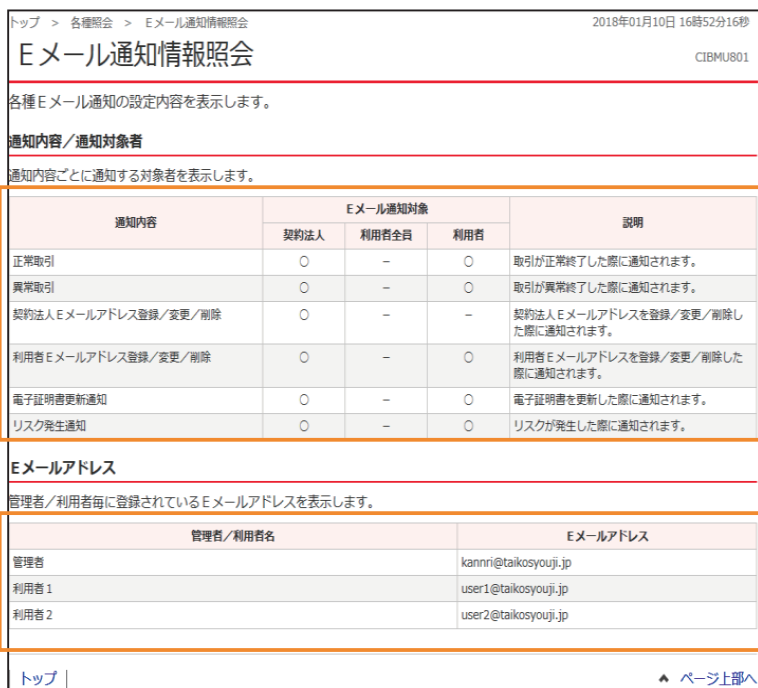 トップ > 各種照会 > Eメール通知情報照会
2018年01月10日 16時52分16秒
Eメール通知情報照会
CIBMU801
各種Eメール通知の設定内容を表示します。
通知内容／通知対象者
通知内容ごとに通知する対象者を表示します。
通知内容 Eメール通知対象 説明
契約法人 利用者全員 利用者
正常取引 ○ － ○ 取引が正常終了した際に通知されます。
異常取引 ○ － ○ 取引が異常終了した際に通知されます。
契約法人Eメールアドレス登録／変更／削除 ○ － － 契約法人Eメールアドレスを登録／変更／削除し
た際に通知されます。
利用者Eメールアドレス登録／変更／削除 ○ － ○ 利用者Eメールアドレスを登録／変更／削除した
際に通知されます。
電子証明書更新通知 ○ － ○ 電子証明書を更新した際に通知されます。
リスク発生通知 ○ － ○ リスクが発生した際に通知されます。
Eメールアドレス
管理者／利用者毎に登録されているEメールアドレスを表示します。
管理者／利用者名 Eメールアドレス
管理者 kannri@taikosyouji.jp
利用者1 user1@taikosyouji.jp
利用者2 user2@taikosyouji.jp
トップ
ページ上部へ